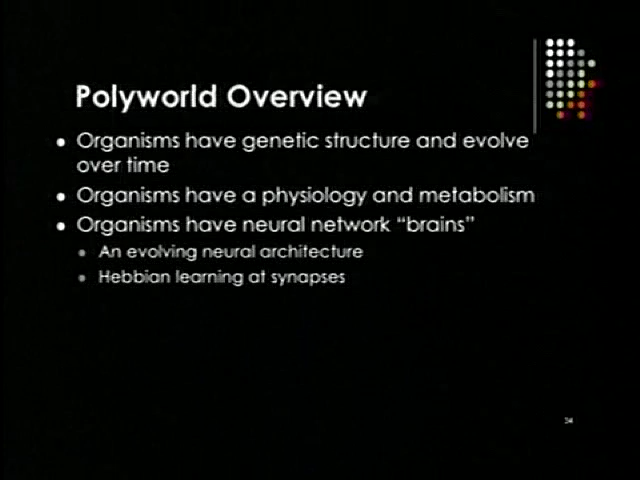 Polyworld Overview
Organisms have genetic structure and evolve
over time
Organisms have a physiology and metabolism
Organisms have neural network “brains”
An evolving neural architecture
Hebbian learning at synapses
34